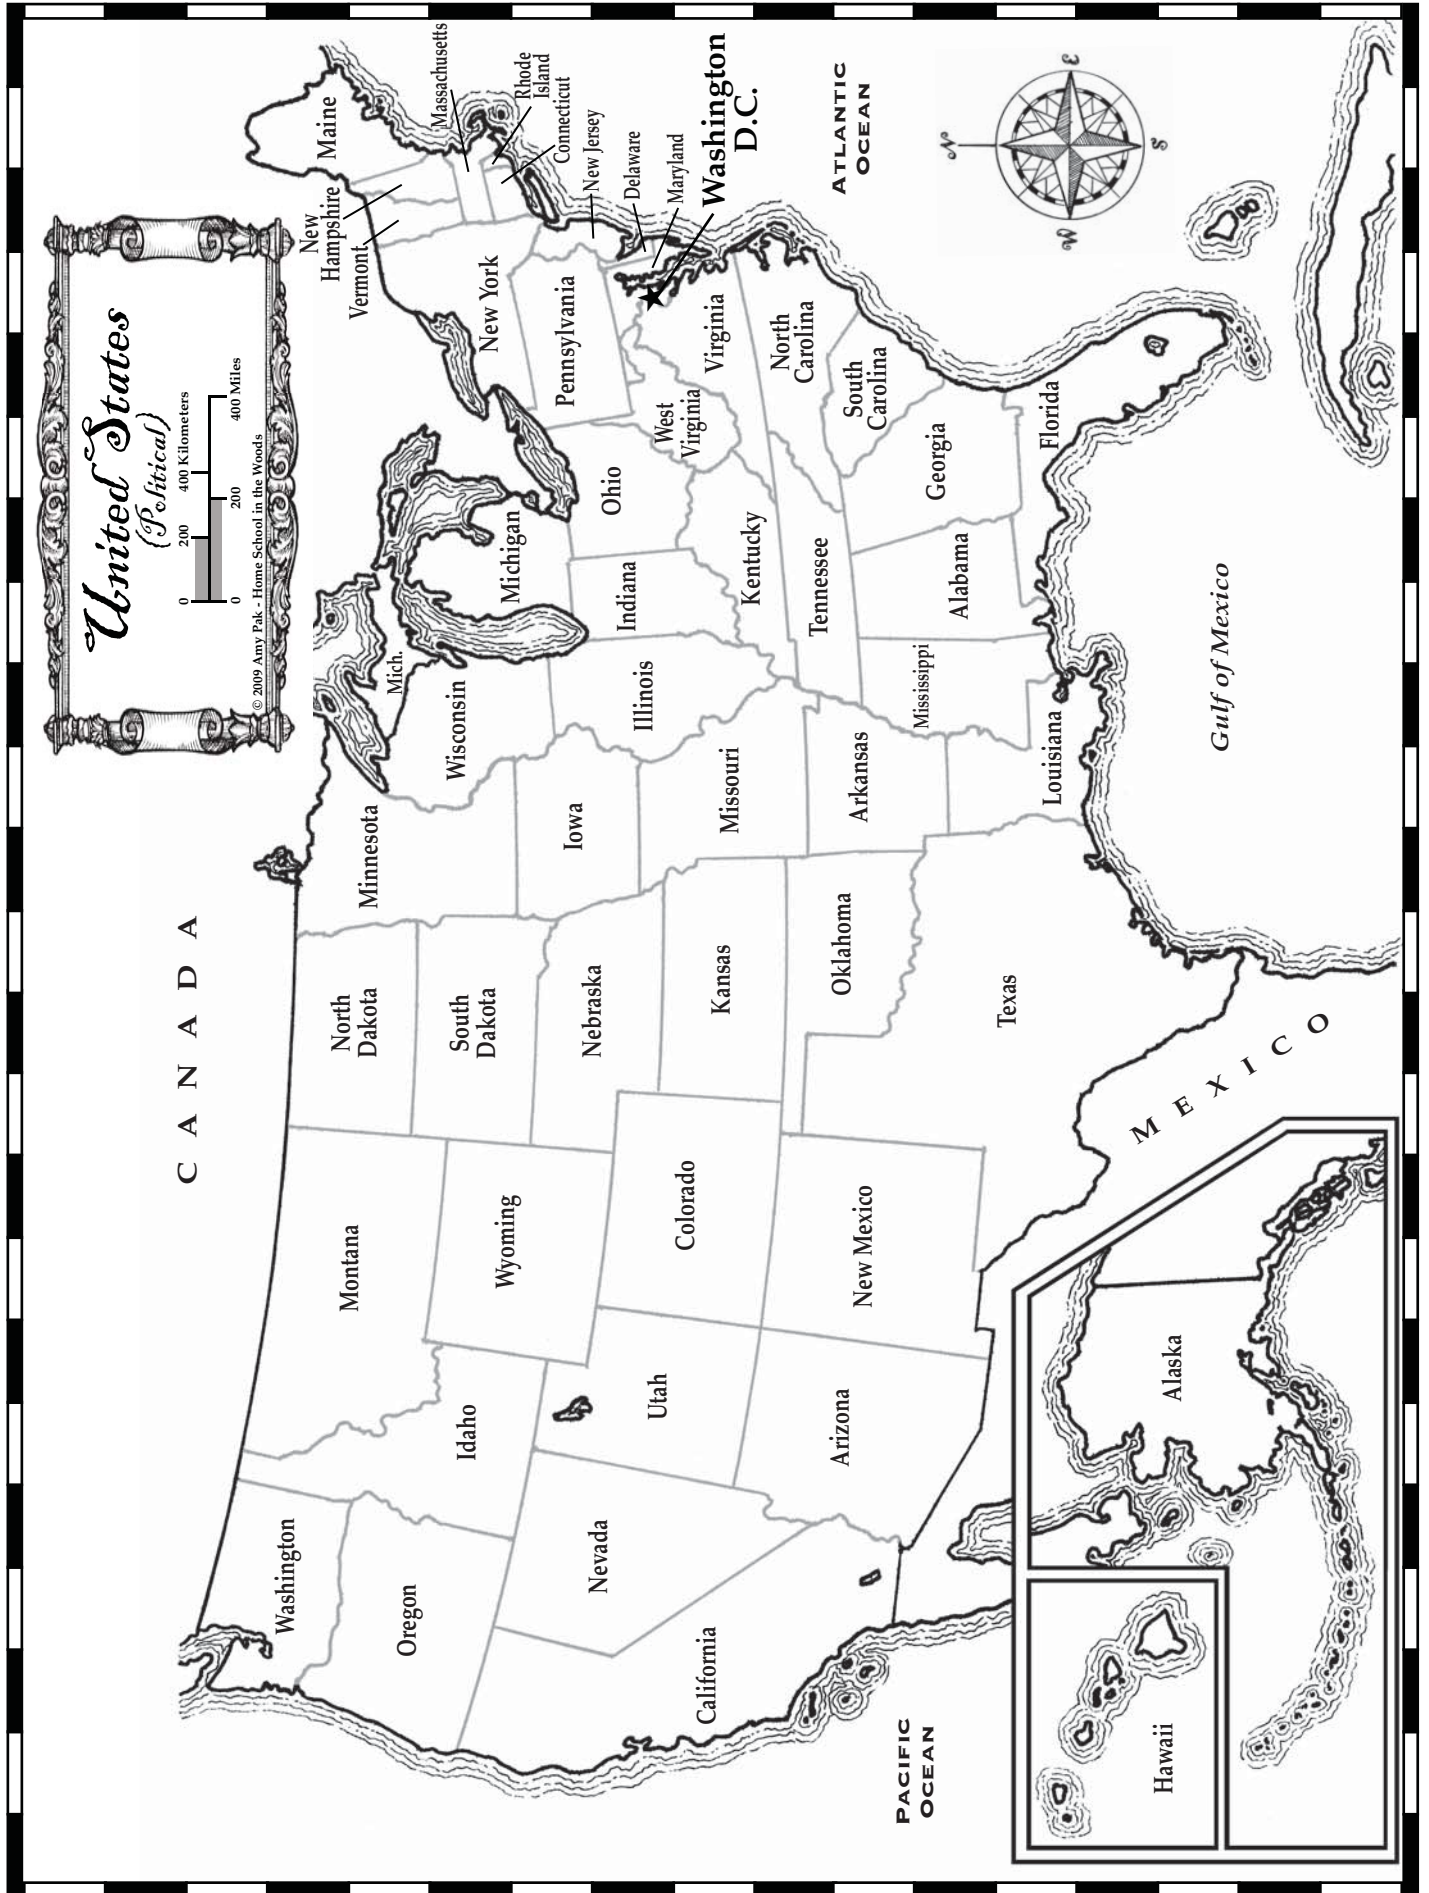 United States
(Political)
0 200 400 Kilometers
0 200 400 Miles
© 2009 Amy Pak - Home School in the Woods
CANADA
Washington
Oregon
California
Nevada
Idaho
Montana
Wyoming
Utah
Arizona
Colorado
New Mexico
North
Dakota
South
Dakota
Nebraska
Kansas
Oklahoma
Texas
Minnesota
Iowa
Missouri
Arkansas
Louisiana
Wisconsin
Mich.
Michigan
Illinois
Indiana
Ohio
Kentucky
Tennessee
Mississippi
Alabama
Georgia
Florida
South
Carolina
North
Carolina
Virginia
West
Virginia
Pennsylvania
New York
Vermont
New
Hampshire
Maine
Massachusetts
Rhode
Island
Connecticut
New Jersey
Delaware
Maryland
Washington
D.C.
ATLANTIC
OCEAN
N
E
S
W
Gulf of Mexico
MEXICO
PACIFIC
OCEAN
Alaska
Hawaii